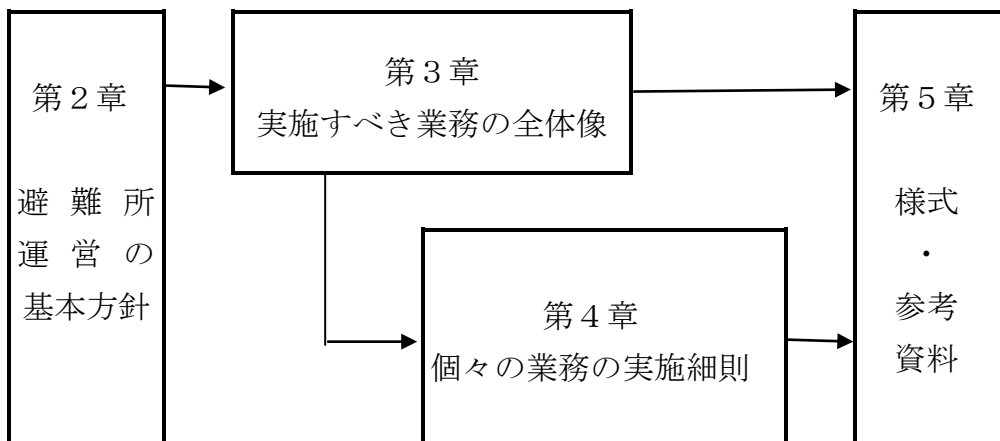 第２章
避難所
運営の
基本方針
第３章
実施すべき業務の全体像
第４章
個々の業務の実施細則
第５章
様式
・
参考
資料